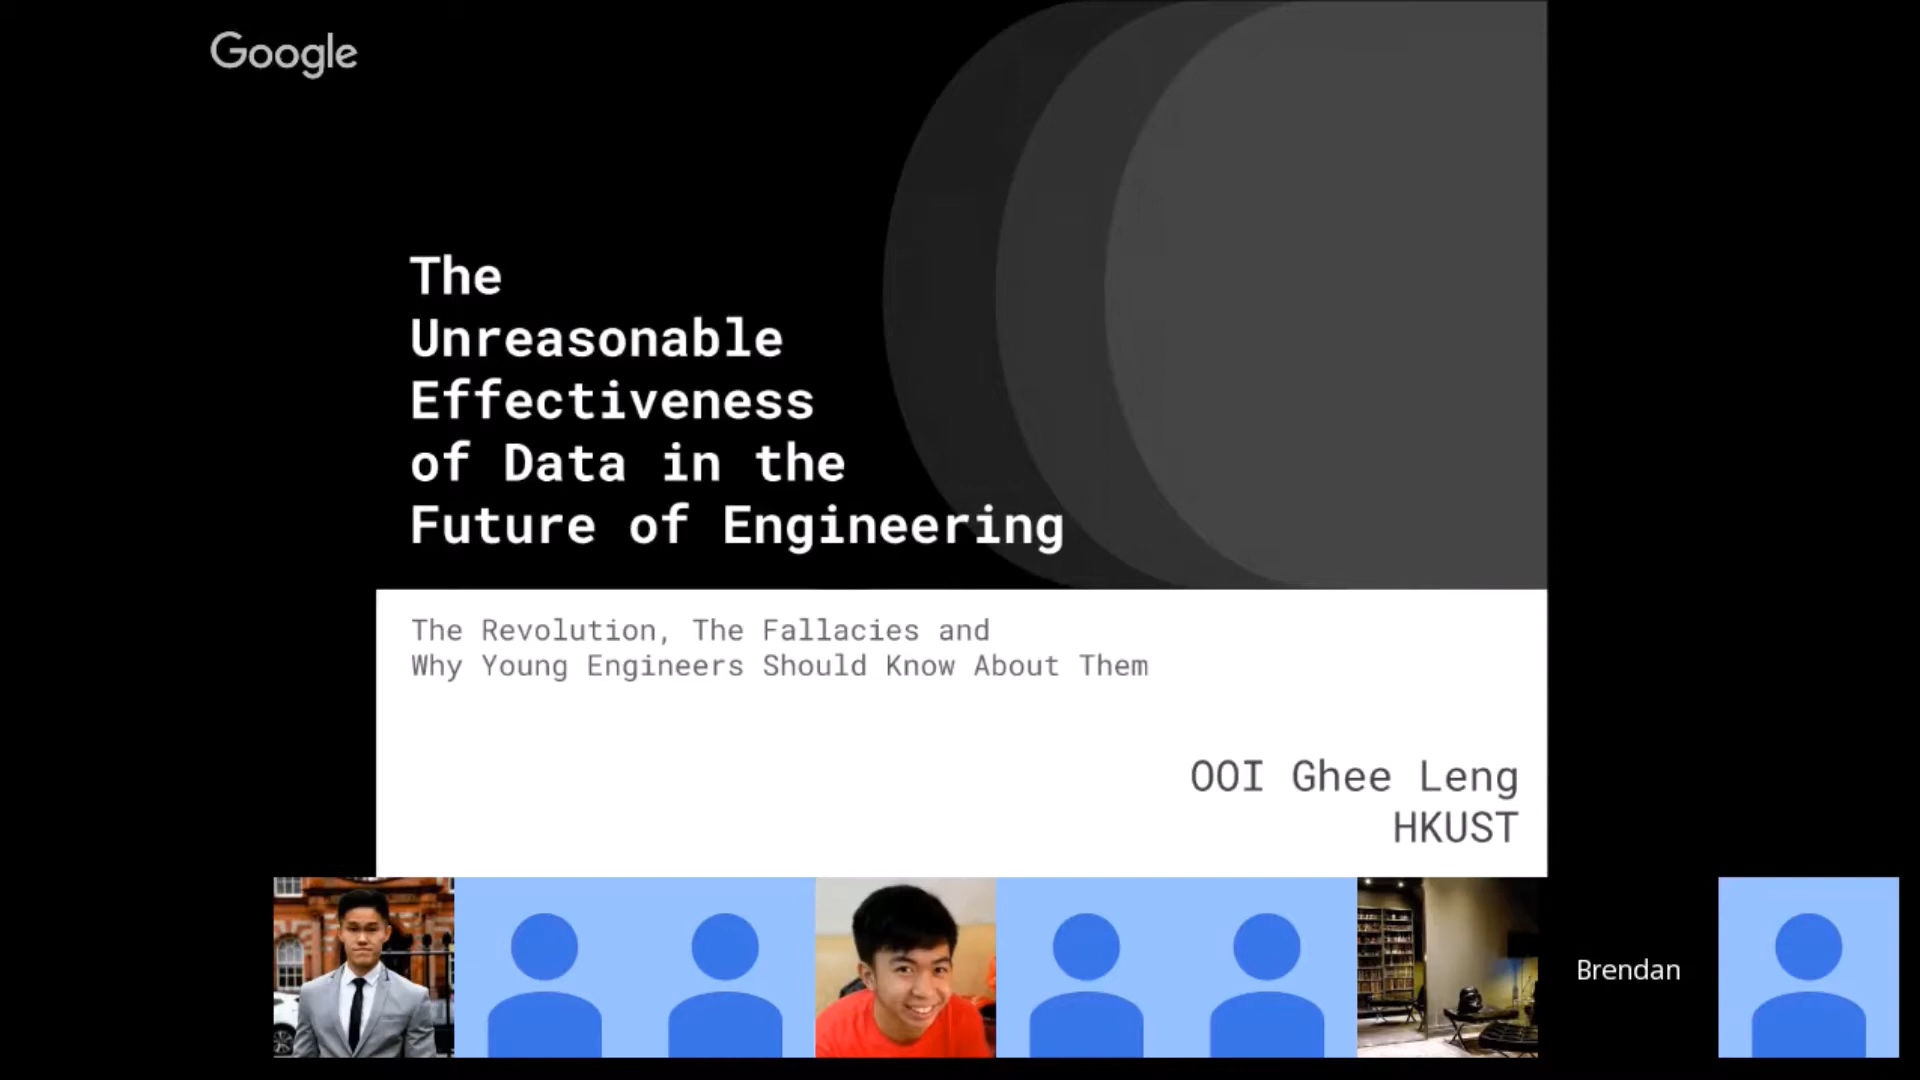 Google
The
Unreasonable
Effectiveness
of Data in the
Future of Engineering
The Revolution, The Fallacies and
Why Young Engineers Should Know About Them
OOI Ghee Leng
HKUST
Brendan